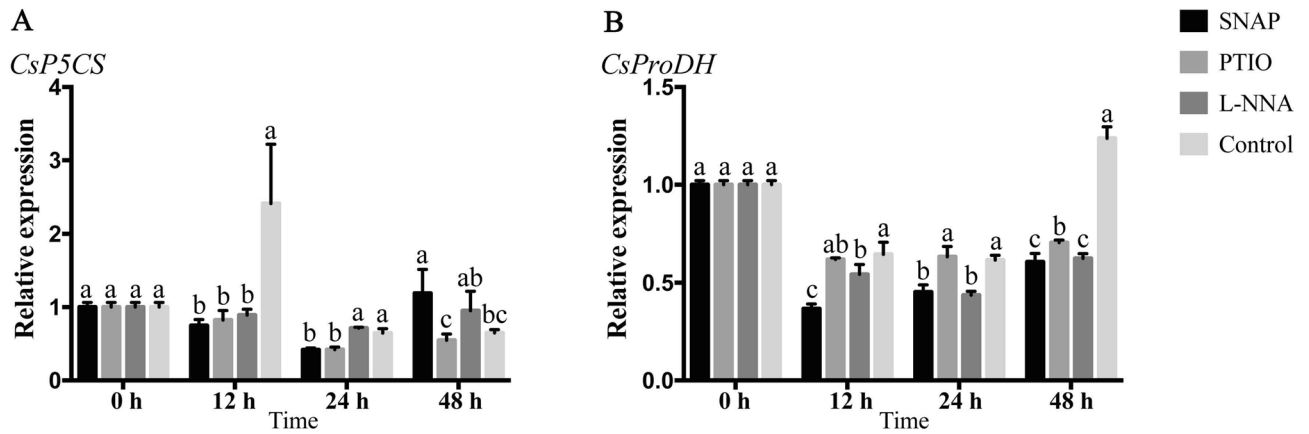 A
CsP5CS
Relative expression
4
3
2
1
0
a a a a
b b b a
b b a a
a c ab bc
0 h 12 h 24 h 48 h
Time
B
CsProDH
Relative expression
1.5
1.0
0.5
0.0
a a a a
c ab b a
b a b a
c b c a
0 h 12 h 24 h 48 h
Time
SNAP
PTIO
L-NNA
Control